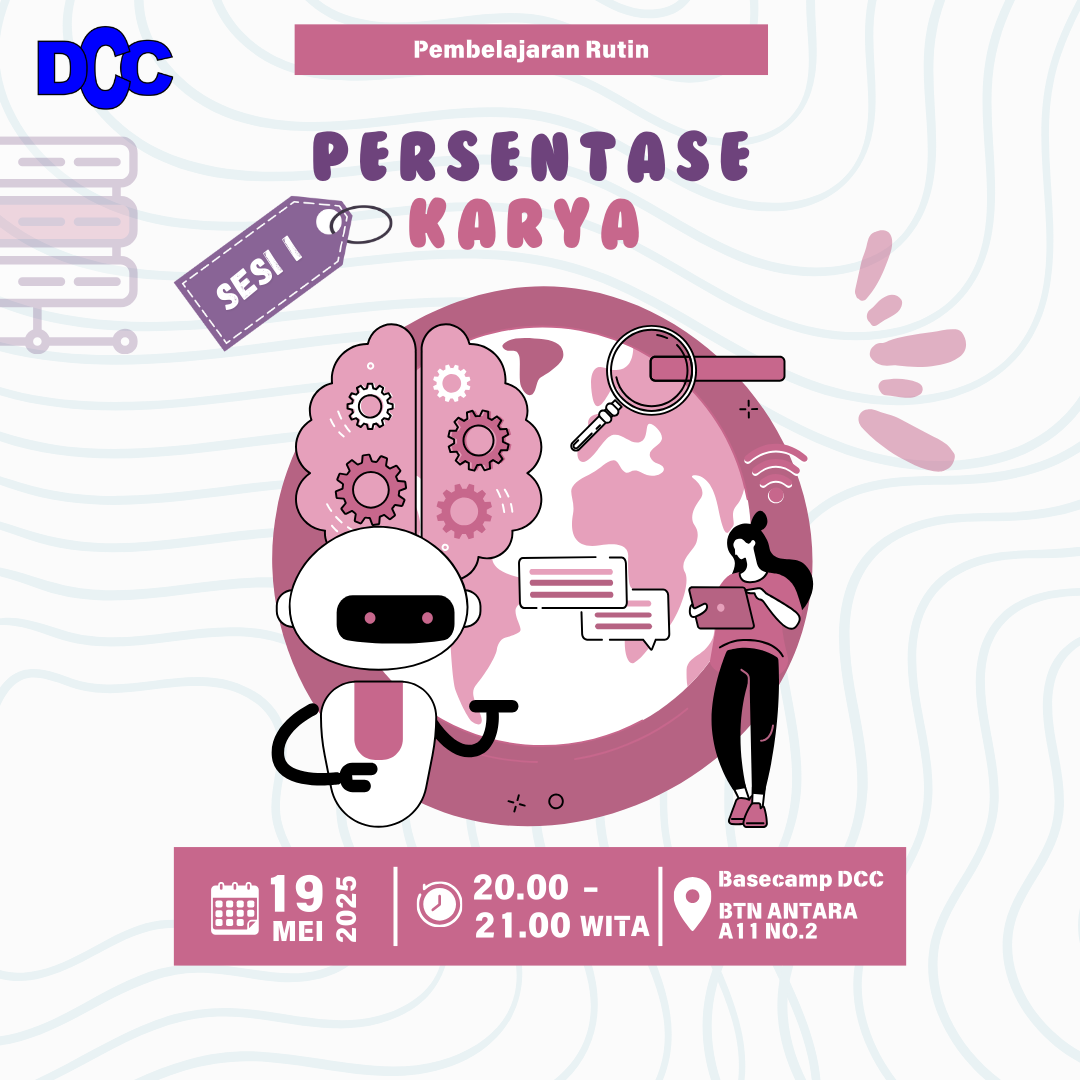 DCC
Pembelajaran Rutin
PERSENTASE
KARYA
SESI I
19
MEI
2025
20.00 –
21.00 WITA
Basecamp DCC
BTN ANTARA
A11 NO.2